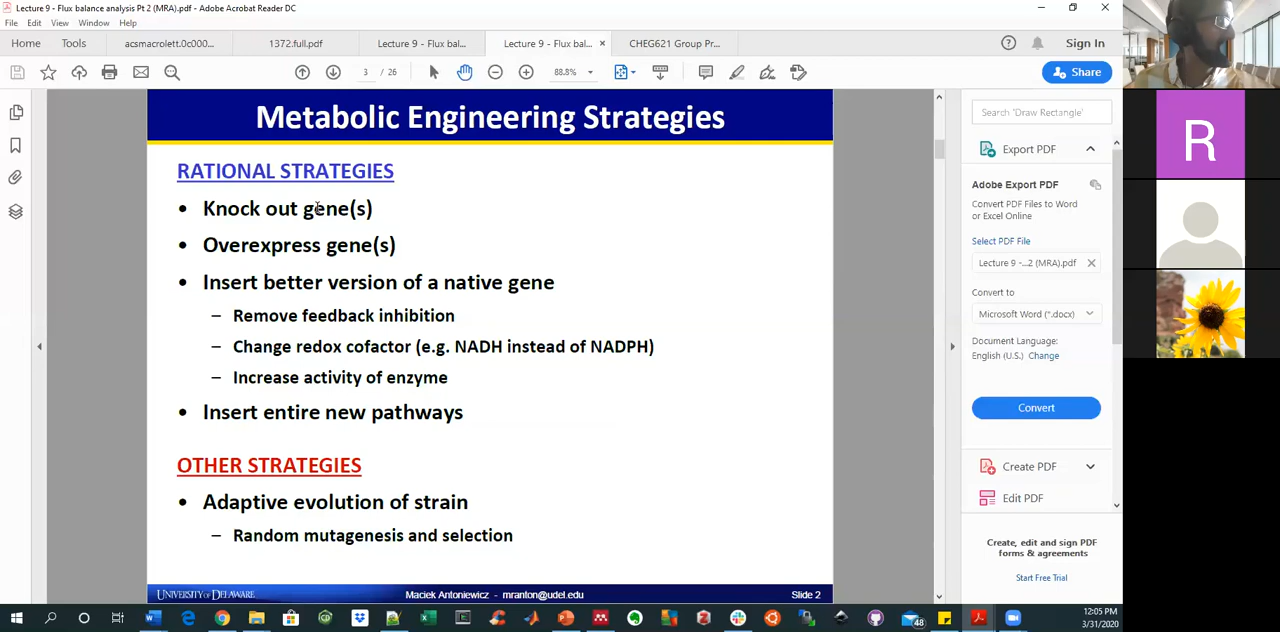 Lecture 9 - Flux balance analysis Pt 2 (MRA).pdf - Adobe Acrobat Reader DC
File Edit View Window Help
Home Tools acsmacrolett.0c000... 1372.full.pdf Lecture 9 - Flux bal... Lecture 9 - Flux bal... × CHEG621 Group Pr... Sign In
3 / 26 88.8% Share
Metabolic Engineering Strategies
RATIONAL STRATEGIES
• Knock out gene(s)
• Overexpress gene(s)
• Insert better version of a native gene
– Remove feedback inhibition
– Change redox cofactor (e.g. NADH instead of NADPH)
– Increase activity of enzyme
• Insert entire new pathways
OTHER STRATEGIES
• Adaptive evolution of strain
– Random mutagenesis and selection
UNIVERSITY OF DELAWARE Maciek Antoniewicz - mranton@udel.edu Slide 2
Search 'Draw Rectangle'
Export PDF
Adobe Export PDF
Convert PDF Files to Word
or Excel Online
Select PDF File
Lecture 9 -...2 (MRA).pdf
Convert to
Microsoft Word (*.docx)
Document Language:
English (U.S.) Change
Convert
Create PDF
Edit PDF
Create, edit and sign PDF
forms & agreements
Start Free Trial
R
48
12:05 PM
3/31/2020